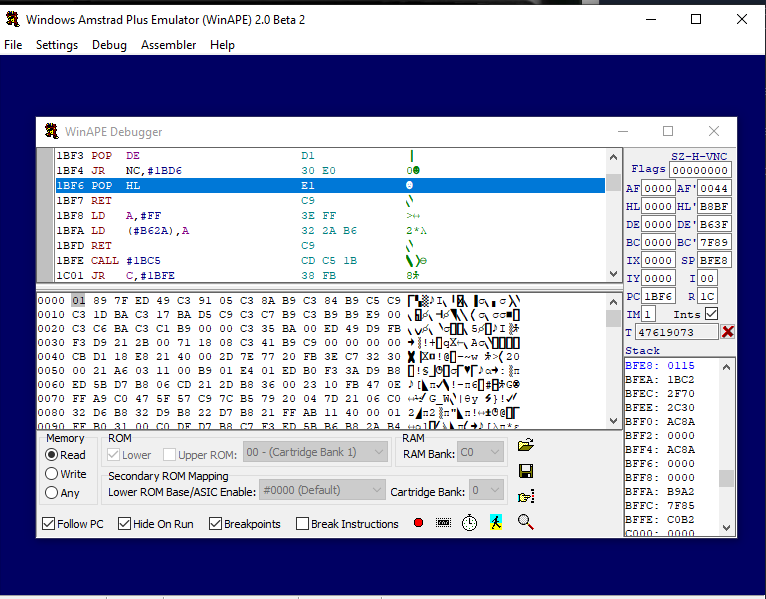 Windows Amstrad Plus Emulator (WinAPE) 2.0 Beta 2
File Settings Debug Assembler Help
WinAPE Debugger
1BF3 POP DE D1
1BF4 JR NC,#1BD6 30 E0
1BF6 POP HL E1
1BF7 RET C9
1BF8 LD A,#FF 3E FF
1BFA LD (#B62A),A 32 2A B6
1BFD RET C9
1BFE CALL #1BC5 CD C5 1B
1C01 JR C,#1BFE 38 FB
SZ-H-VNC
Flags 00000000
AF 0000 AF' 0044
HL 0000 HL' B8BF
DE 0000 DE' B63F
BC 0000 BC' 7F89
IX 0000 SP BFE8
IY 0000 I 00
PC 1BF6 R 1C
IM 1 Ints
T 47619073
Stack
BFE8: 0115
BFEA: 1BC2
BFEC: 2F70
BFEE: 2C30
BFF0: AC8A
BFF2: 0000
BFF4: AC8A
BFF6: 0000
BFF8: 0000
BFFA: B9A2
BFFC: 7F85
BFFE: C0B2
C000: 0000
0000 01 89 7F ED 49 C3 91 05 C3 8A B9 C3 84 B9 C5 C9
0010 C3 1D BA C3 17 BA D5 C9 C3 C7 B9 C3 B9 B9 E9 00
0020 C3 C6 BA C3 C1 B9 00 00 C3 35 BA 00 ED 49 D9 FB
0030 F3 D9 21 2B 00 71 18 08 C3 41 B9 C9 00 00 00 00
0040 CB D1 18 E8 21 40 00 2D 7E 77 20 FB 3E C7 32 30
0050 00 21 A6 03 11 00 B9 01 E4 01 ED B0 F3 3A D9 B8
0060 ED 5B D7 B8 06 CD 21 2D B8 36 00 23 10 FB 47 0E
0070 FF A9 C0 47 5F 57 C9 7C B5 79 20 04 7D 21 06 C0
0080 32 D6 B8 32 D9 B8 22 D7 B8 21 FF AB 11 40 00 01
0090 FF B0 31 00 C0 DF D7 B8 C7 F3 ED 5B B6 B8 2A B4
Memory
Read
Write
Any
ROM
Lower Upper ROM: 00 - (Cartridge Bank 1)
RAM
RAM Bank: C0
Secondary ROM Mapping
Lower ROM Base/ASIC Enable: #0000 (Default) Cartridge Bank: 0
Follow PC Hide On Run Breakpoints Break Instructions